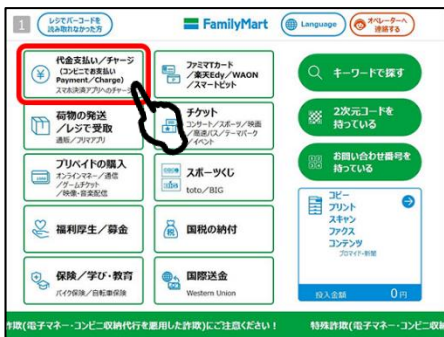 1
レジでバーコードを
読み取れなかった方
FamilyMart
Language
オペレーターへ
連絡する
代金支払い／チャージ
(コンビニでお支払い
Payment/Charge)
スマホ決済アプリへのチャージ
ファミマTカード
／楽天Edy／WAON
／スマートピット
キーワードで探す
荷物の発送
／レジで受取
通販／フリマアプリ
チケット
コンサート／スポーツ／映画
／高速バス／テーマパーク
／イベント
2次元コードを
持っている
プリペイドの購入
オンラインマネー／通信
／ゲームチケット
／映像・音楽配信
スポーツくじ
toto／BIG
お問い合わせ番号を
持っている
福利厚生／募金
国税の納付
コピー
プリント
スキャン
ファクス
コンテンツ
ブロマイド・新聞
保険／学び・教育
バイク保険／自転車保険
国際送金
Western Union
投入金額 0円
詐欺(電子マネー・コンビニ収納代行を悪用した詐欺)にご注意ください！ 特殊詐欺(電子マネー・コンビニ収